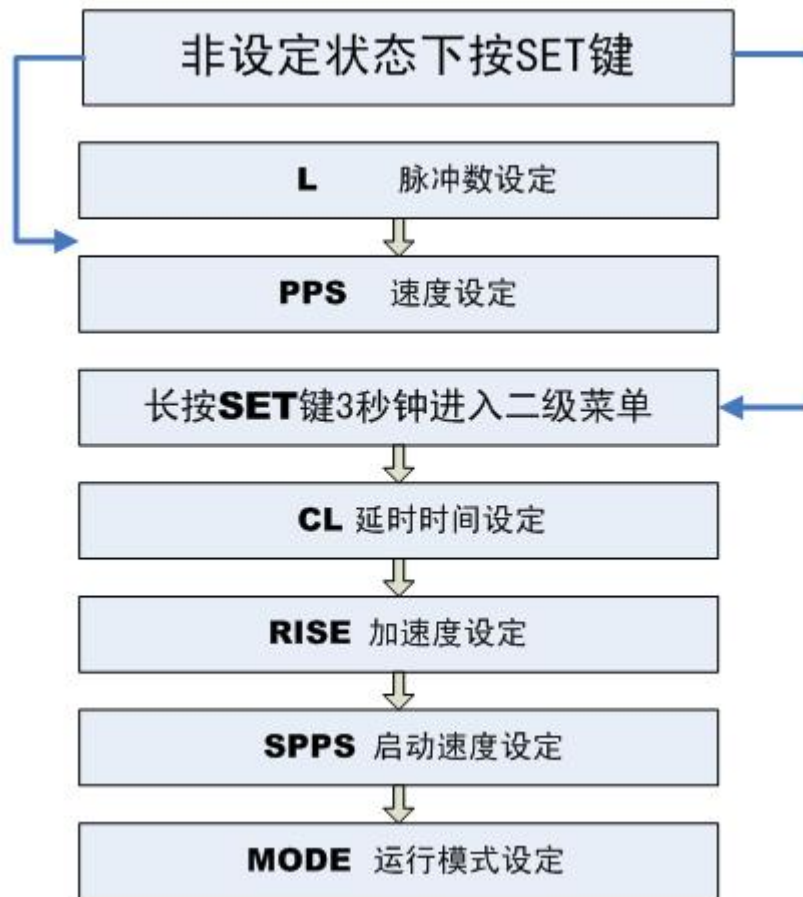 非设定状态下按SET键
L 脉冲数设定
PPS 速度设定
长按SET键3秒钟进入二级菜单
CL 延时时间设定
RISE 加速度设定
SPPS 启动速度设定
MODE 运行模式设定